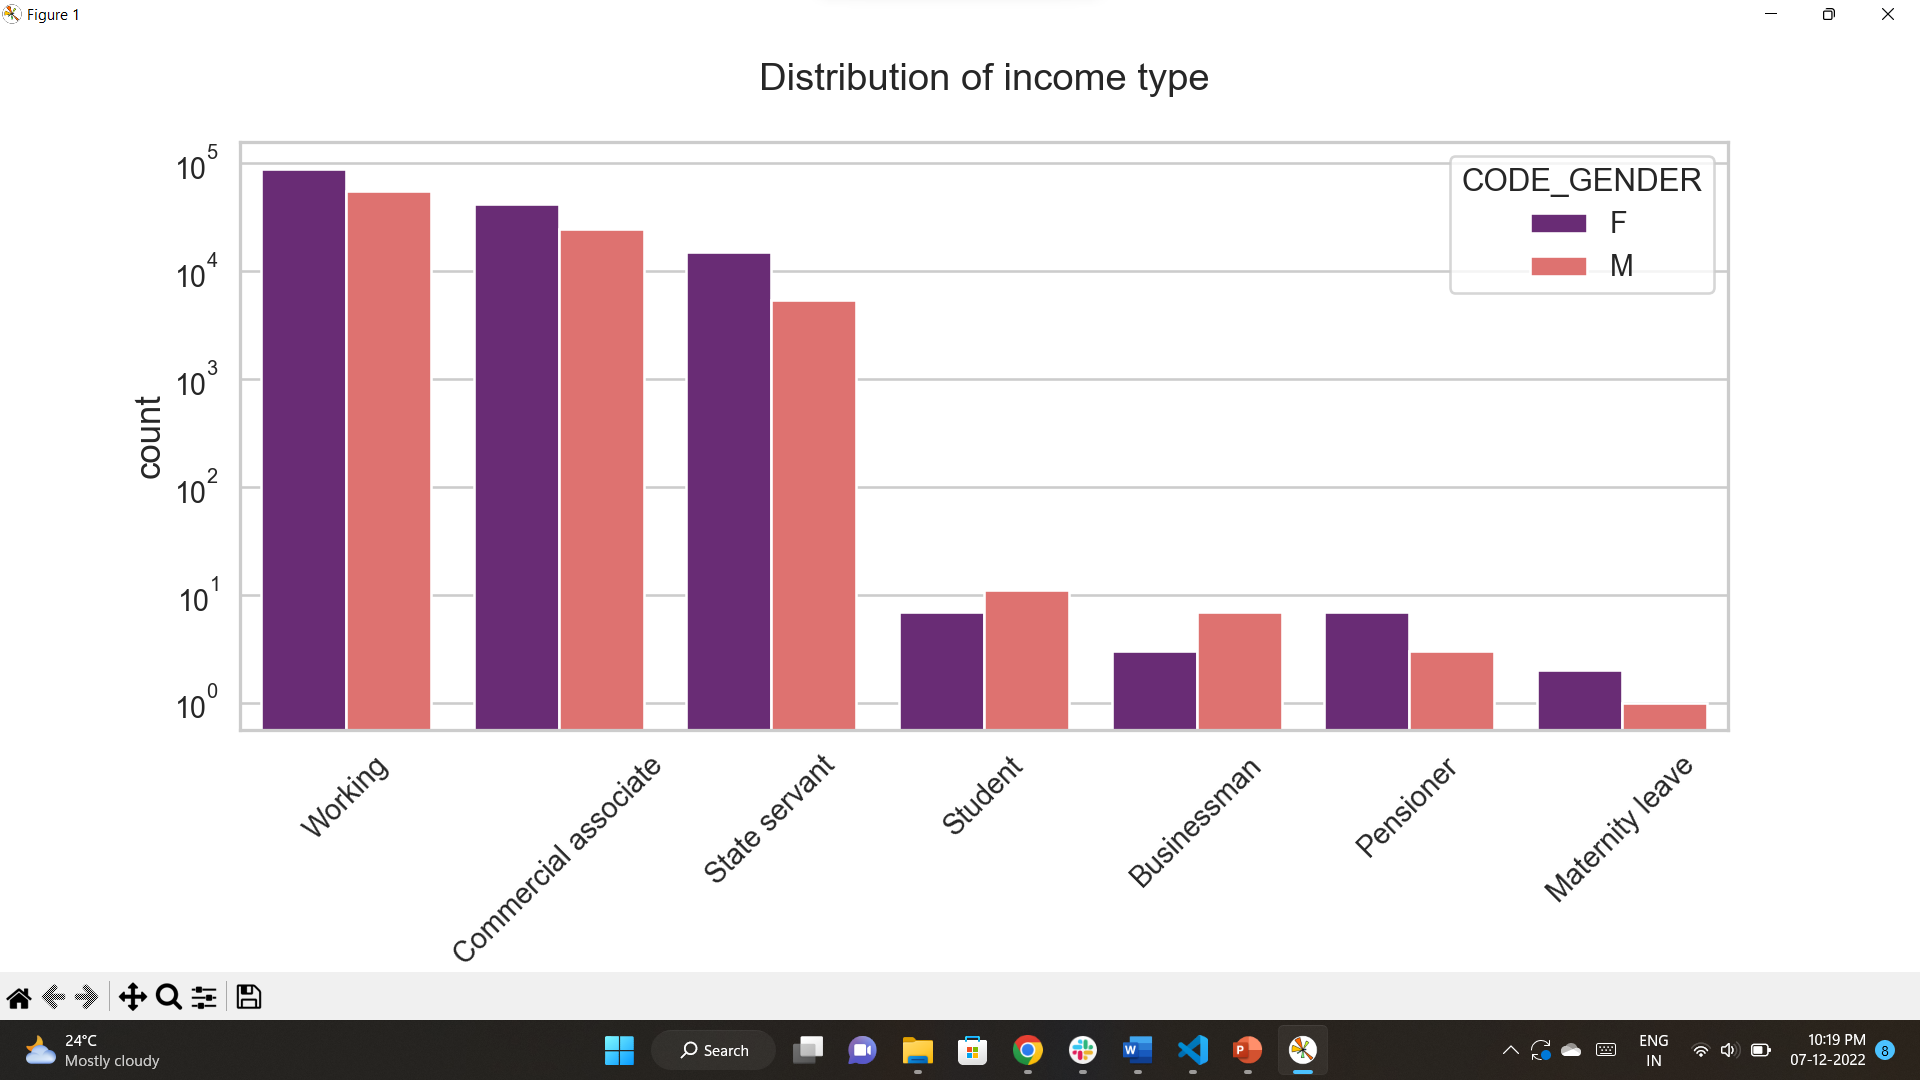 Figure 1
Distribution of income type
10^5
10^4
10^3
10^2
10^1
10^0
count
CODE_GENDER
F
M
Working
Commercial associate
State servant
Student
Businessman
Pensioner
Maternity leave
24°C
Mostly cloudy
Search
ENG
IN
10:19 PM
07-12-2022
8